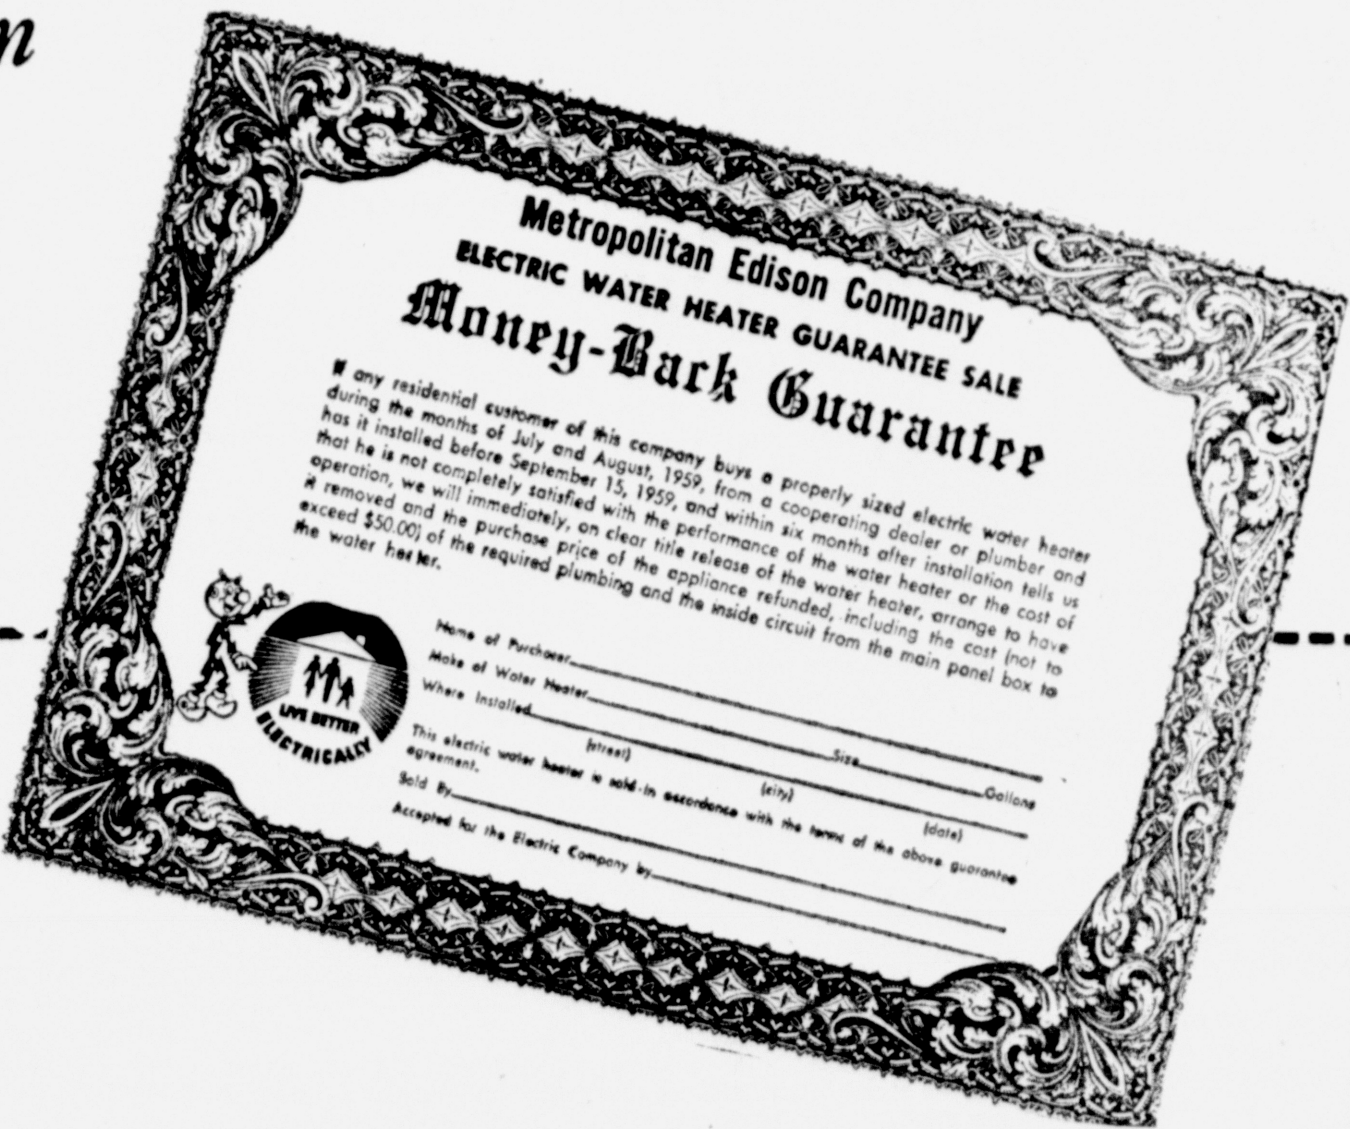 n
Metropolitan Edison Company
ELECTRIC WATER HEATER GUARANTEE SALE
Money-Back Guarantee
If any residential customer of this company buys a properly sized electric water heater
during the months of July and August, 1959, from a cooperating dealer or plumber and
has it installed before September 15, 1959, and within six months after installation tells us
that he is not completely satisfied with the performance of the water heater or the cost of
operation, we will immediately, on clear title release of the water heater, arrange to have
it removed and the purchase price of the appliance refunded, including the cost (not to
exceed $50.00) of the required plumbing and the inside circuit from the main panel box to
the water heater.
Name of Purchaser
Make of Water Heater Size Gallons
Where Installed
(street) (city) (date)
This electric water heater is sold in accordance with the terms of the above guarantee
agreement.
Sold By
Accepted for the Electric Company by
LIVE BETTER
ELECTRICALLY